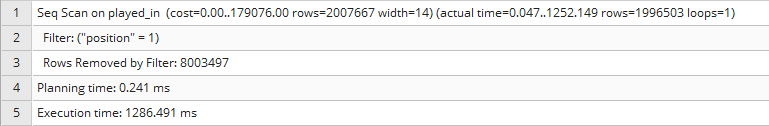 1 Seq Scan on played_in (cost=0.00..179076.00 rows=2007667 width=14) (actual time=0.047..1252.149 rows=1996503 loops=1)
2 Filter: ("position" = 1)
3 Rows Removed by Filter: 8003497
4 Planning time: 0.241 ms
5 Execution time: 1286.491 ms